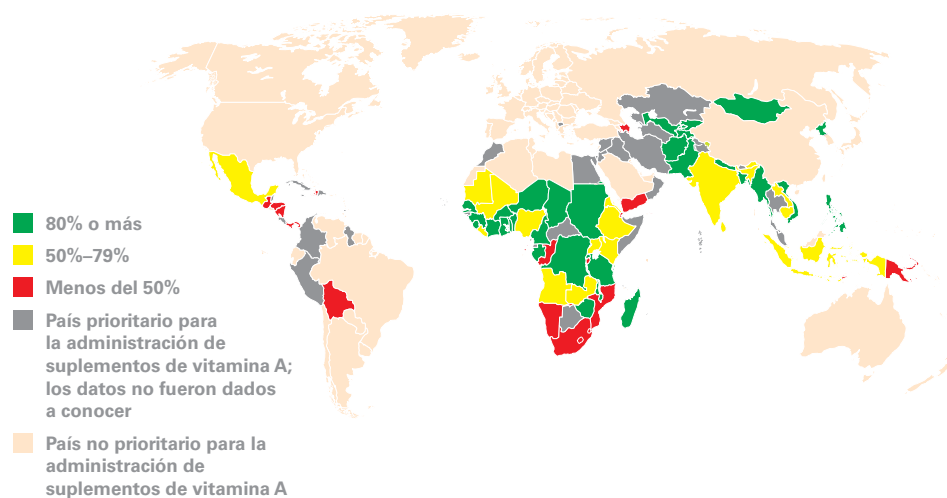 80% o más
50%–79%
Menos del 50%
País prioritario para
la administración de
suplementos de vitamina A;
los datos no fueron dados
a conocer
País no prioritario para la
administración de
suplementos de vitamina A